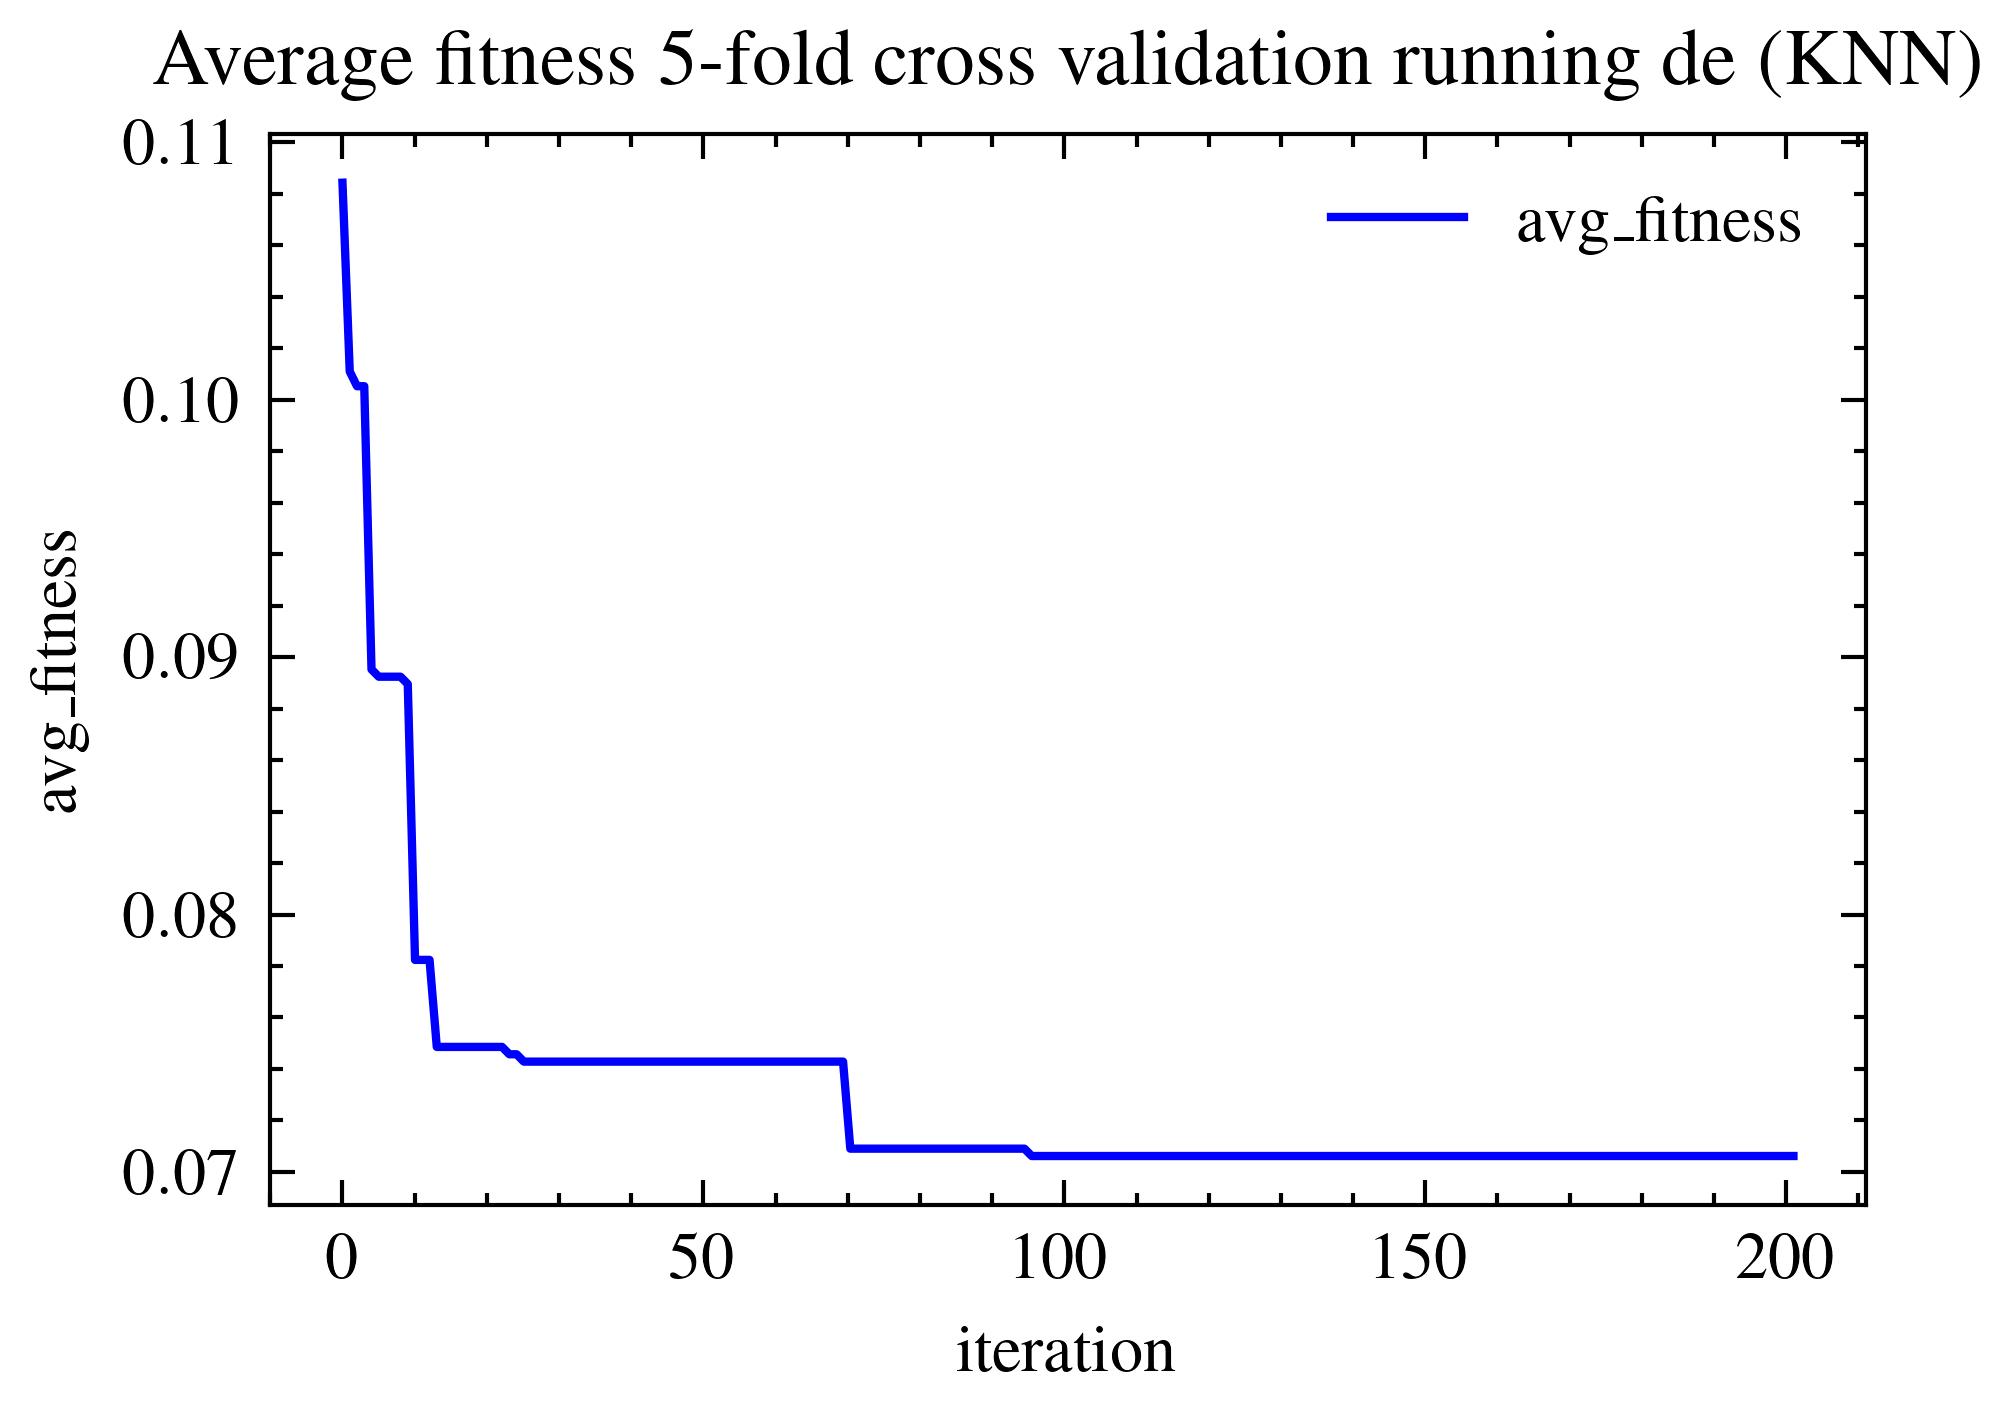 Average fitness 5-fold cross validation running de (KNN)
avg_fitness
0.11
0.10
0.09
0.08
0.07
avg_fitness
0 50 100 150 200
iteration